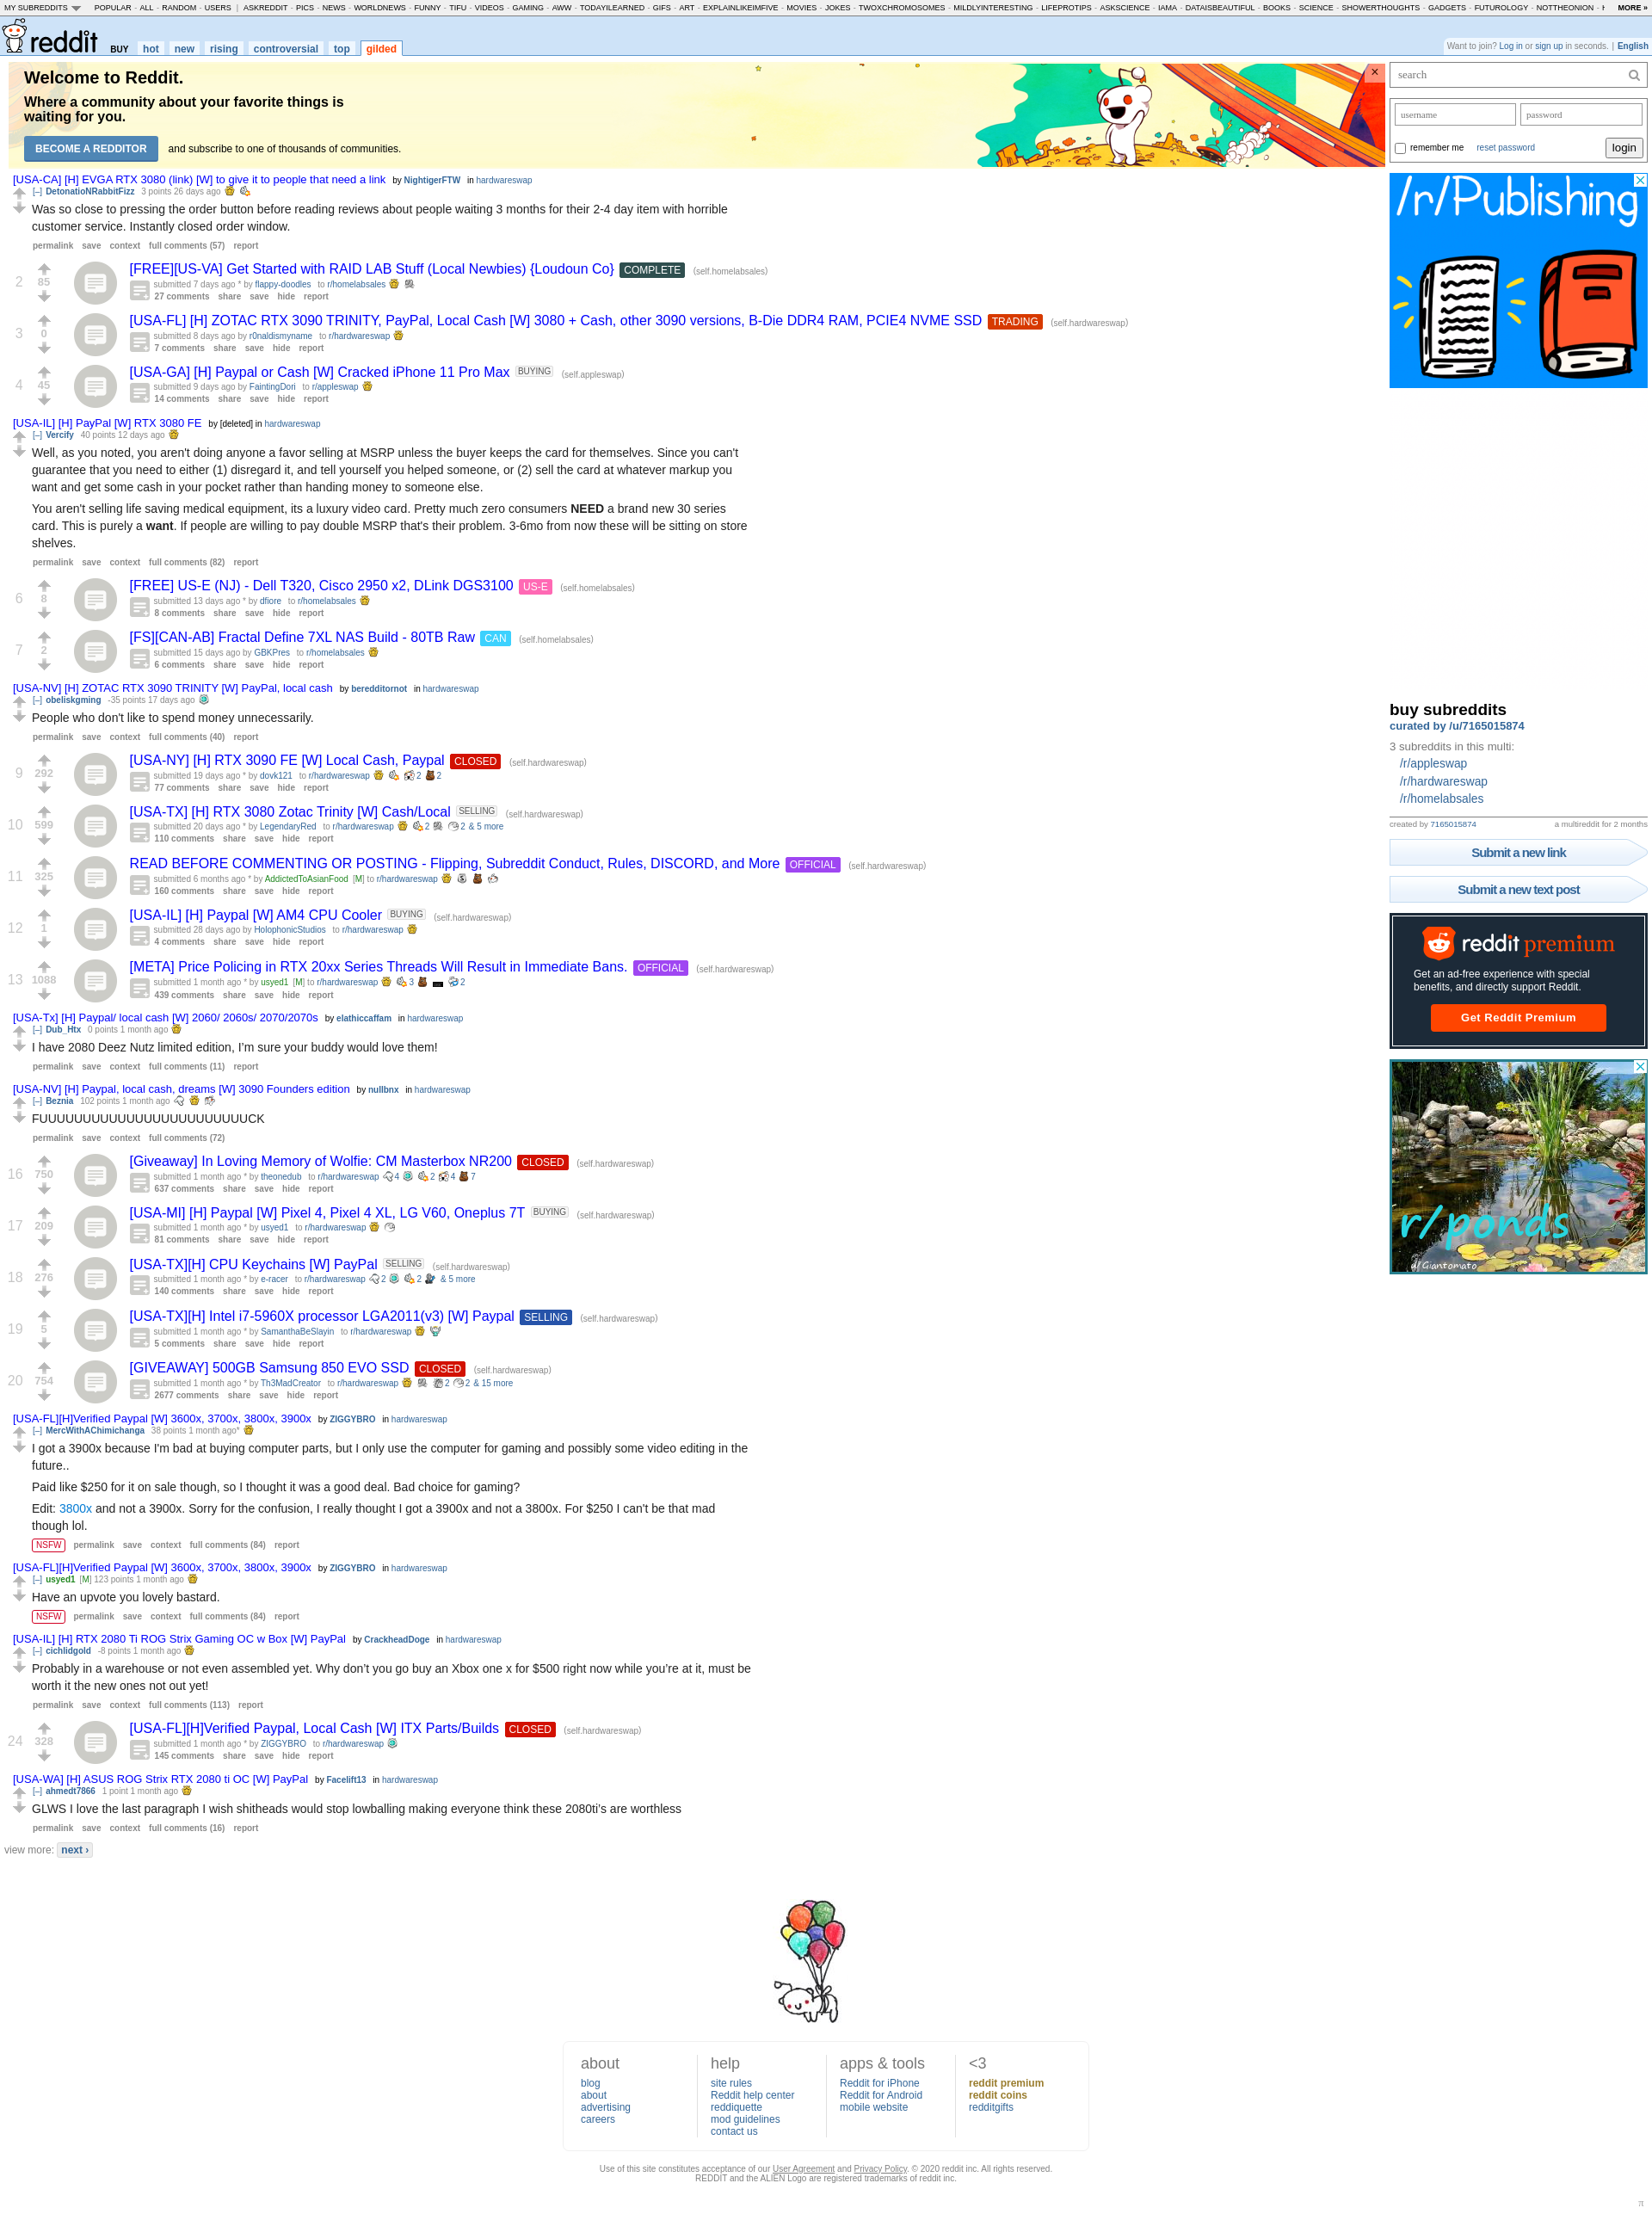 MY SUBREDDITS POPULAR - ALL - RANDOM - USERS | ASKREDDIT - PICS - NEWS - WORLDNEWS - FUNNY - TIFU - VIDEOS - GAMING - AWW - TODAYILEARNED - GIFS - ART - EXPLAINLIKEIMFIVE - MOVIES - JOKES - TWOXCHROMOSOMES - MILDLYINTERESTING - LIFEPROTIPS - ASKSCIENCE - IAMA - DATAISBEAUTIFUL - BOOKS - SCIENCE - SHOWERTHOUGHTS - GADGETS - FUTUROLOGY - NOTTHEONION - MORE »
reddit BUY hot new rising controversial top gilded
Want to join? Log in or sign up in seconds. | English
Welcome to Reddit.
Where a community about your favorite things is
waiting for you.
BECOME A REDDITOR and subscribe to one of thousands of communities.
[USA-CA] [H] EVGA RTX 3080 (link) [W] to give it to people that need a link by NightigerFTW in hardwareswap
[–] DetonatioNRabbitFizz 3 points 26 days ago
Was so close to pressing the order button before reading reviews about people waiting 3 months for their 2-4 day item with horrible
customer service. Instantly closed order window.
permalink save context full comments (57) report
2 85 [FREE][US-VA] Get Started with RAID LAB Stuff (Local Newbies) {Loudoun Co} COMPLETE (self.homelabsales)
submitted 7 days ago * by flappy-doodles to r/homelabsales
27 comments share save hide report
3 0 [USA-FL] [H] ZOTAC RTX 3090 TRINITY, PayPal, Local Cash [W] 3080 + Cash, other 3090 versions, B-Die DDR4 RAM, PCIE4 NVME SSD TRADING (self.hardwareswap)
submitted 8 days ago by r0naldismyname to r/hardwareswap
7 comments share save hide report
4 45 [USA-GA] [H] Paypal or Cash [W] Cracked iPhone 11 Pro Max BUYING (self.appleswap)
submitted 9 days ago by FaintingDori to r/appleswap
14 comments share save hide report
[USA-IL] [H] PayPal [W] RTX 3080 FE by [deleted] in hardwareswap
[–] Vercify 40 points 12 days ago
Well, as you noted, you aren't doing anyone a favor selling at MSRP unless the buyer keeps the card for themselves. Since you can't
guarantee that you need to either (1) disregard it, and tell yourself you helped someone, or (2) sell the card at whatever markup you
want and get some cash in your pocket rather than handing money to someone else.
You aren't selling life saving medical equipment, its a luxury video card. Pretty much zero consumers NEED a brand new 30 series
card. This is purely a want. If people are willing to pay double MSRP that's their problem. 3-6mo from now these will be sitting on store
shelves.
permalink save context full comments (82) report
6 8 [FREE] US-E (NJ) - Dell T320, Cisco 2950 x2, DLink DGS3100 US-E (self.homelabsales)
submitted 13 days ago * by dfiore to r/homelabsales
8 comments share save hide report
7 2 [FS][CAN-AB] Fractal Define 7XL NAS Build - 80TB Raw CAN (self.homelabsales)
submitted 15 days ago by GBKPres to r/homelabsales
6 comments share save hide report
[USA-NV] [H] ZOTAC RTX 3090 TRINITY [W] PayPal, local cash by beredditornot in hardwareswap
[–] obeliskgming -35 points 17 days ago
People who don't like to spend money unnecessarily.
permalink save context full comments (40) report
9 292 [USA-NY] [H] RTX 3090 FE [W] Local Cash, Paypal CLOSED (self.hardwareswap)
submitted 19 days ago * by dovk121 to r/hardwareswap 2 2
77 comments share save hide report
10 599 [USA-TX] [H] RTX 3080 Zotac Trinity [W] Cash/Local SELLING (self.hardwareswap)
submitted 20 days ago * by LegendaryRed to r/hardwareswap 2 2 & 5 more
110 comments share save hide report
11 325 READ BEFORE COMMENTING OR POSTING - Flipping, Subreddit Conduct, Rules, DISCORD, and More OFFICIAL (self.hardwareswap)
submitted 6 months ago * by AddictedToAsianFood [M] to r/hardwareswap
160 comments share save hide report
12 1 [USA-IL] [H] Paypal [W] AM4 CPU Cooler BUYING (self.hardwareswap)
submitted 28 days ago by HolophonicStudios to r/hardwareswap
4 comments share save hide report
13 1088 [META] Price Policing in RTX 20xx Series Threads Will Result in Immediate Bans. OFFICIAL (self.hardwareswap)
submitted 1 month ago * by usyed1 [M] to r/hardwareswap 3 2
439 comments share save hide report
[USA-Tx] [H] Paypal/ local cash [W] 2060/ 2060s/ 2070/2070s by elathiccaffam in hardwareswap
[–] Dub_Htx 0 points 1 month ago
I have 2080 Deez Nutz limited edition, I'm sure your buddy would love them!
permalink save context full comments (11) report
[USA-NV] [H] Paypal, local cash, dreams [W] 3090 Founders edition by nullbnx in hardwareswap
[–] Beznia 102 points 1 month ago
FUUUUUUUUUUUUUUUUUUUUUUUUCK
permalink save context full comments (72)
16 750 [Giveaway] In Loving Memory of Wolfie: CM Masterbox NR200 CLOSED (self.hardwareswap)
submitted 1 month ago * by theonedub to r/hardwareswap 4 2 4 7
637 comments share save hide report
17 209 [USA-MI] [H] Paypal [W] Pixel 4, Pixel 4 XL, LG V60, Oneplus 7T BUYING (self.hardwareswap)
submitted 1 month ago * by usyed1 to r/hardwareswap
81 comments share save hide report
18 276 [USA-TX][H] CPU Keychains [W] PayPal SELLING (self.hardwareswap)
submitted 1 month ago * by e-racer to r/hardwareswap 2 2 & 5 more
140 comments share save hide report
19 5 [USA-TX][H] Intel i7-5960X processor LGA2011(v3) [W] Paypal SELLING (self.hardwareswap)
submitted 1 month ago * by SamanthaBeSlayin to r/hardwareswap
5 comments share save hide report
20 754 [GIVEAWAY] 500GB Samsung 850 EVO SSD CLOSED (self.hardwareswap)
submitted 1 month ago * by Th3MadCreator to r/hardwareswap 2 2 & 15 more
2677 comments share save hide report
[USA-FL][H]Verified Paypal [W] 3600x, 3700x, 3800x, 3900x by ZIGGYBRO in hardwareswap
[–] MercWithAChimichanga 38 points 1 month ago*
I got a 3900x because I'm bad at buying computer parts, but I only use the computer for gaming and possibly some video editing in the
future..
Paid like $250 for it on sale though, so I thought it was a good deal. Bad choice for gaming?
Edit: 3800x and not a 3900x. Sorry for the confusion, I really thought I got a 3900x and not a 3800x. For $250 I can't be that mad
though lol.
NSFW permalink save context full comments (84) report
[USA-FL][H]Verified Paypal [W] 3600x, 3700x, 3800x, 3900x by ZIGGYBRO in hardwareswap
[–] usyed1 [M] 123 points 1 month ago
Have an upvote you lovely bastard.
NSFW permalink save context full comments (84) report
[USA-IL] [H] RTX 2080 Ti ROG Strix Gaming OC w Box [W] PayPal by CrackheadDoge in hardwareswap
[–] cichlidgold -8 points 1 month ago
Probably in a warehouse or not even assembled yet. Why don't you go buy an Xbox one x for $500 right now while you're at it, must be
worth it the new ones not out yet!
permalink save context full comments (113) report
24 328 [USA-FL][H]Verified Paypal, Local Cash [W] ITX Parts/Builds CLOSED (self.hardwareswap)
submitted 1 month ago * by ZIGGYBRO to r/hardwareswap
145 comments share save hide report
[USA-WA] [H] ASUS ROG Strix RTX 2080 ti OC [W] PayPal by Facelift13 in hardwareswap
[–] ahmedt7866 1 point 1 month ago
GLWS I love the last paragraph I wish shitheads would stop lowballing making everyone think these 2080ti's are worthless
permalink save context full comments (16) report
view more: next ›
search
username password
remember me reset password login
/r/Publishing
buy subreddits
curated by /u/7165015874
3 subreddits in this multi:
/r/appleswap
/r/hardwareswap
/r/homelabsales
created by 7165015874 a multireddit for 2 months
Submit a new link
Submit a new text post
reddit premium
Get an ad-free experience with special
benefits, and directly support Reddit.
Get Reddit Premium
r/ponds
u/Giantomato
about
blog
about
advertising
careers
help
site rules
Reddit help center
reddiquette
mod guidelines
contact us
apps & tools
Reddit for iPhone
Reddit for Android
mobile website
<3
reddit premium
reddit coins
redditgifts
Use of this site constitutes acceptance of our User Agreement and Privacy Policy. © 2020 reddit inc. All rights reserved.
REDDIT and the ALIEN Logo are registered trademarks of reddit inc.
π